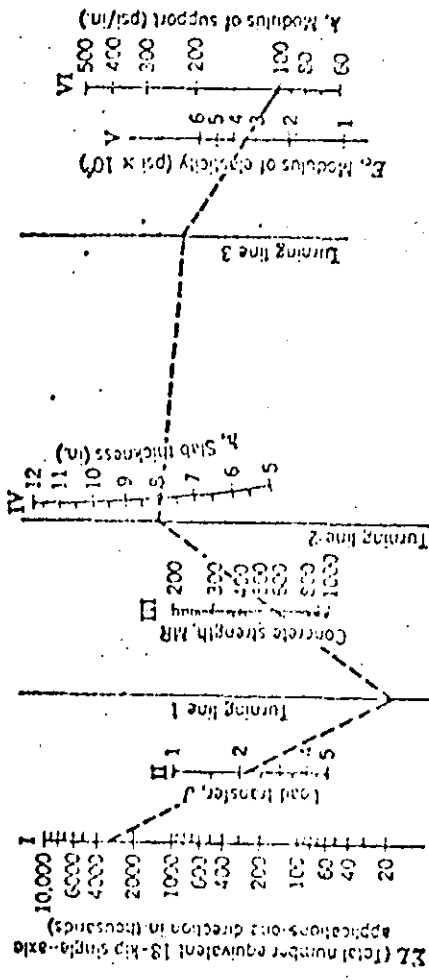 ΣL (Total number equivalent 18-kip single-axle
applications-one direction in thousands)
I
10,000
6000
4000
2000
1000
600
400
200
100
60
40
20
Load transfer, J
II
1
2
5
Turning line 1
Concrete strength, MR
III
200
300
1000
Turning line 2
IV
h, Slab thickness (in.)
12
11
10
9
8
7
6
5
Turning line 3
E, Modulus of elasticity (psi x 10
V
6
5
4
3
2
1
k, Modulus of support (psi/in.)
VI
500
400
300
200
100
80
60